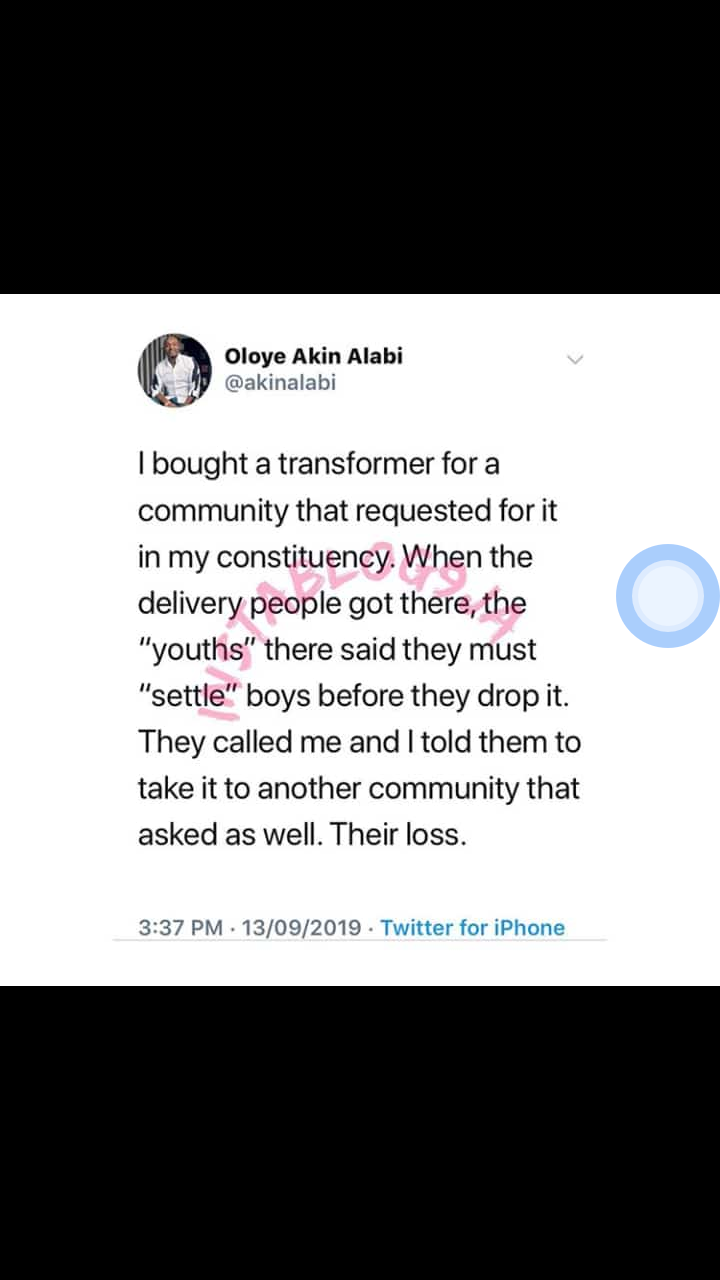 Oloye Akin Alabi
@akinalabi
I bought a transformer for a
community that requested for it
in my constituency. When the
delivery people got there, the
"youths" there said they must
"settle" boys before they drop it.
They called me and I told them to
take it to another community that
asked as well. Their loss.
INSTABLOG9JA
3:37 PM · 13/09/2019 · Twitter for iPhone